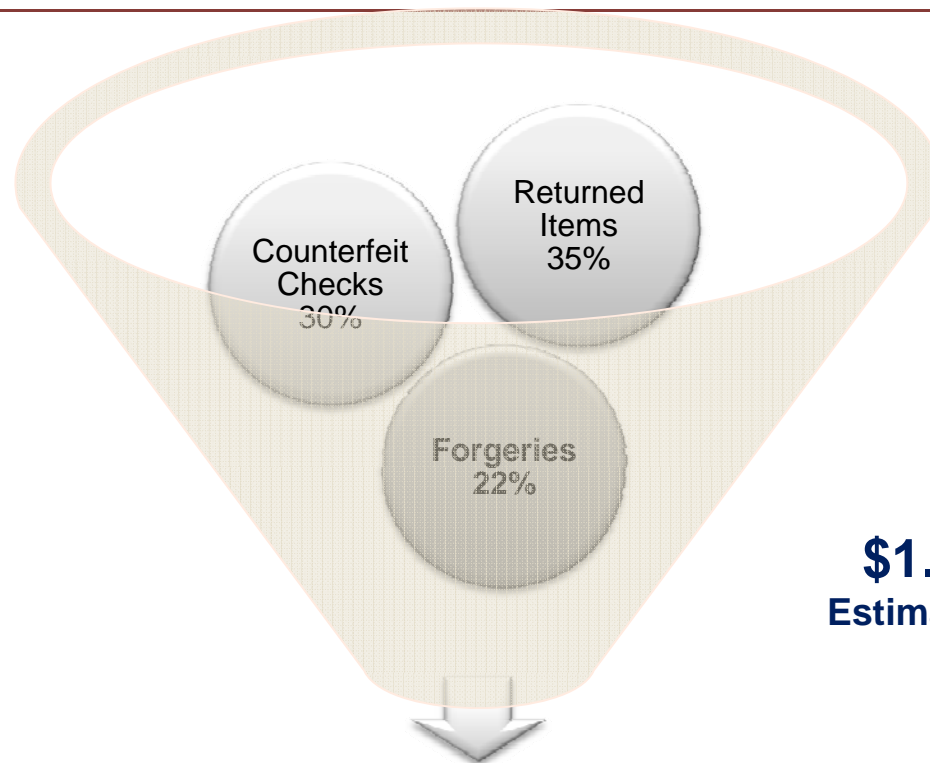 Returned
Items
35%
Counterfeit
Checks
30%
Forgeries
22%
$1.
Estim